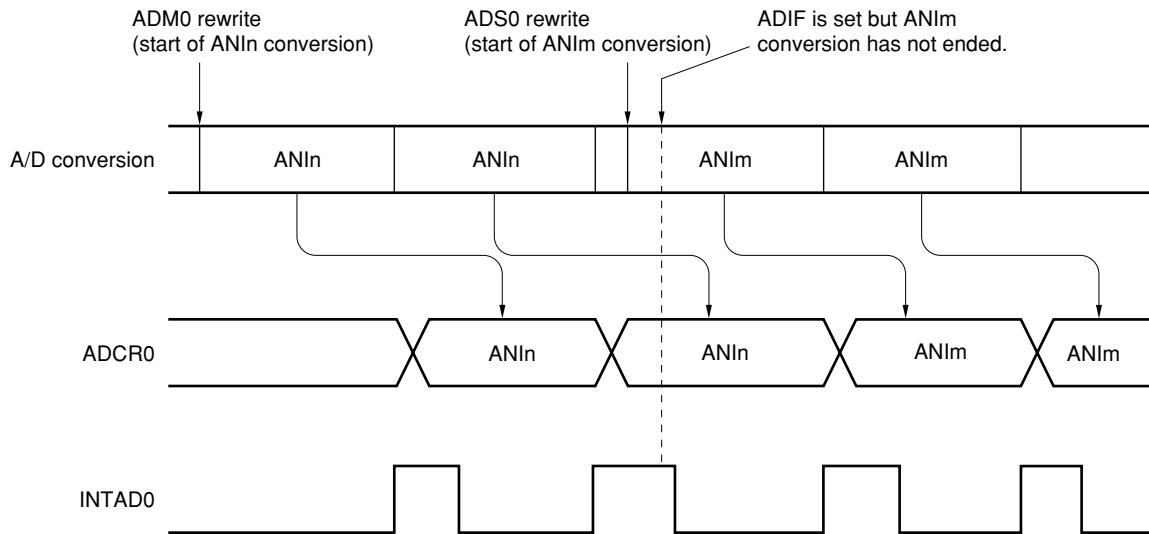 ADM0 rewrite
(start of ANIn conversion)
ADS0 rewrite
(start of ANIm conversion)
ADIF is set but ANIm
conversion has not ended.
A/D conversion
ANIn
ANIn
ANIm
ANIm
ADCR0
ANIn
ANIn
ANIm
ANIm
INTAD0